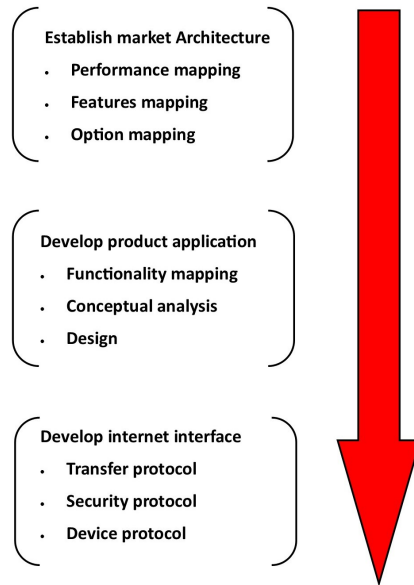 Establish market Architecture
• Performance mapping
• Features mapping
• Option mapping
Develop product application
• Functionality mapping
• Conceptual analysis
• Design
Develop internet interface
• Transfer protocol
• Security protocol
• Device protocol